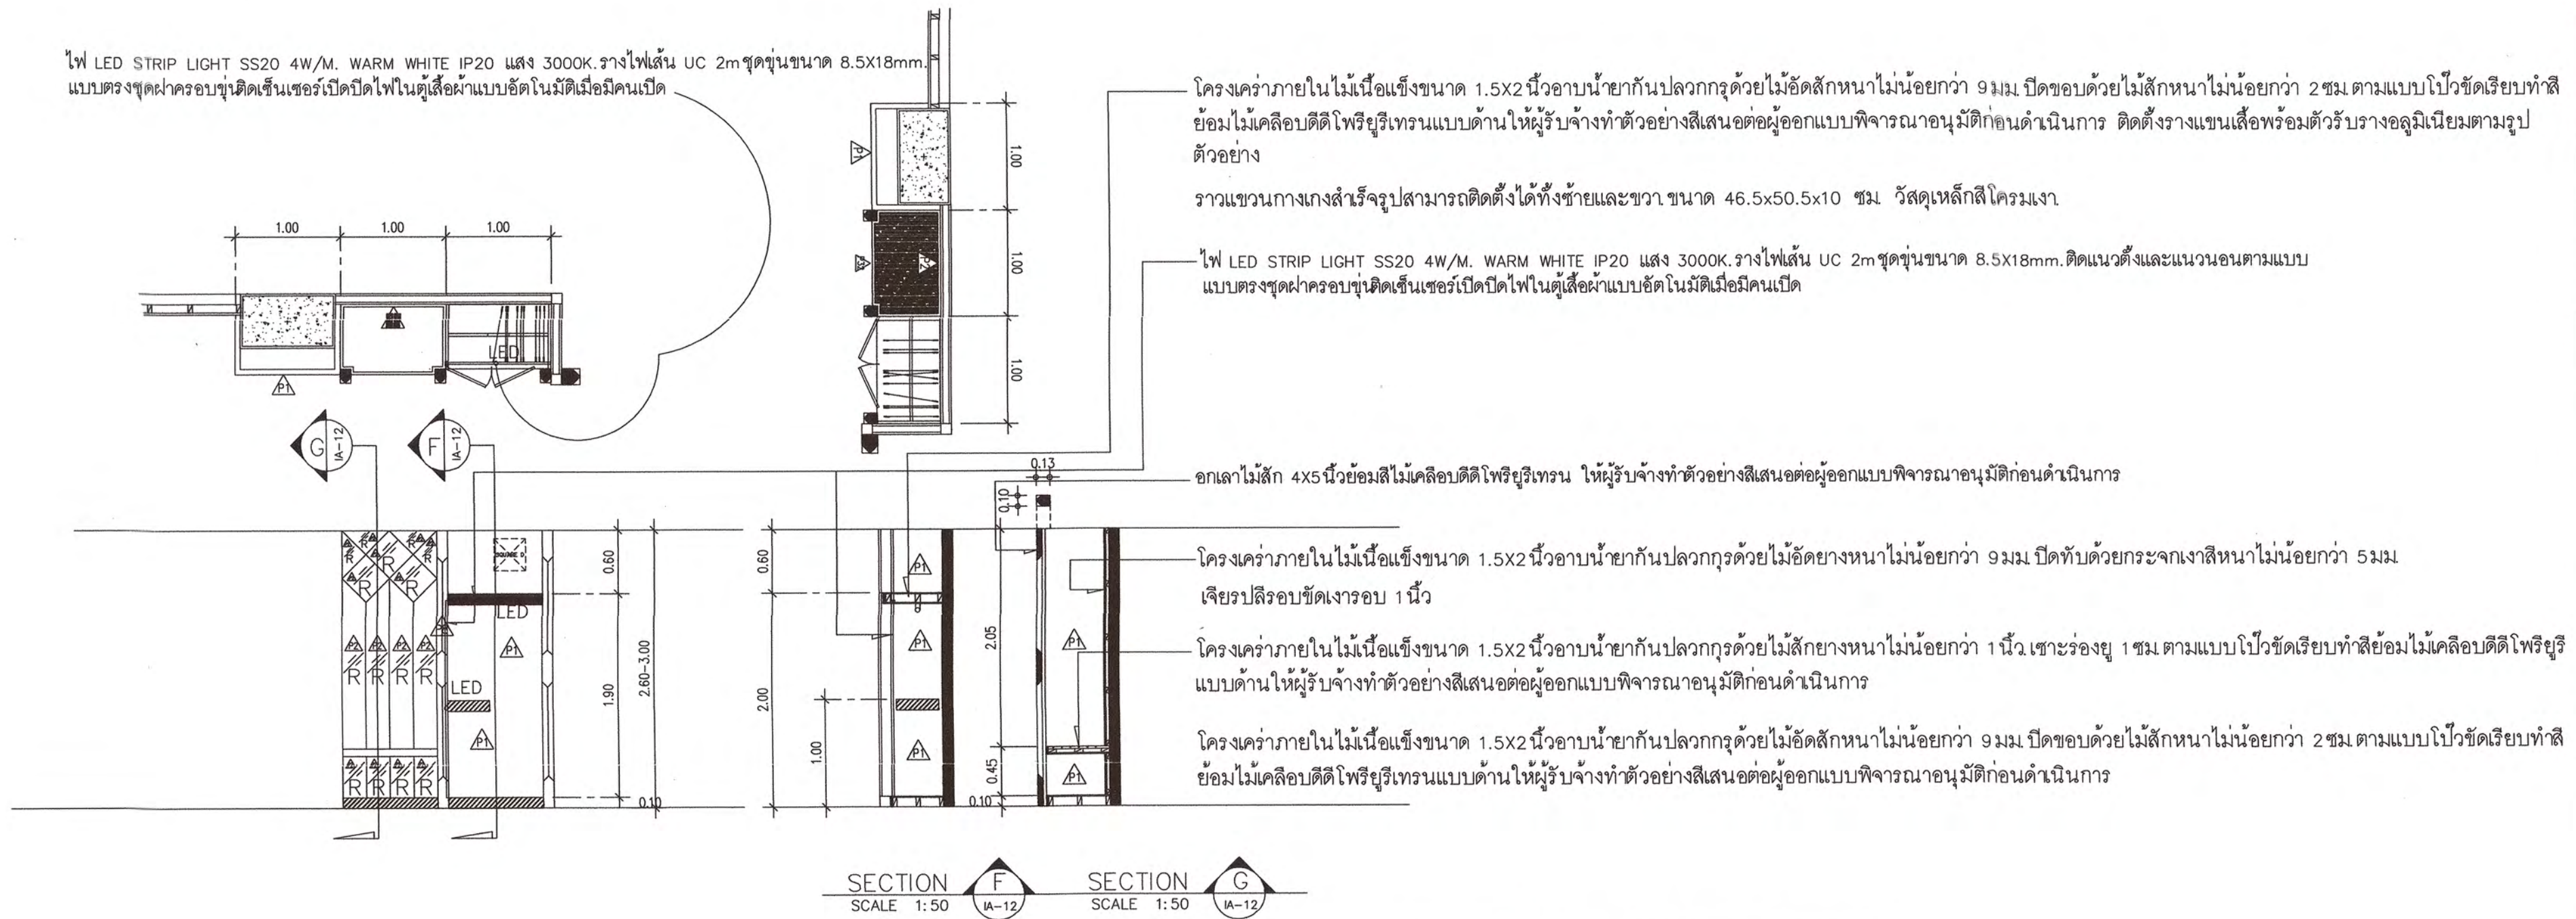 ไฟ LED STRIP LIGHT SS20 4W/M. WARM WHITE IP20 แสง 3000K.รางไฟเส้น UC 2mชุดขุ่นขนาด 8.5X18mm.
แบบตรงชุดฝาครอบขุ่นติดเซ็นเซอร์เปิดปิดไฟในตู้เสื้อผ้าแบบอัตโนมัติเมื่อมีคนเปิด
โครงเคร่าภายในไม้เนื้อแข็งขนาด 1.5X2นิ้วอาบน้ำยากันปลวกกรุด้วยไม้อัดสักหนาไม่น้อยกว่า 9มม.ปิดขอบด้วยไม้สักหนาไม่น้อยกว่า 2ซม.ตามแบบโป๊วขัดเรียบทำสี
ย้อมไม้เคลือบดีดีโพรียูรีเทรนแบบด้านให้ผู้รับจ้างทำตัวอย่างสีเสนอต่อผู้ออกแบบพิจารณาอนุมัติก่อนดำเนินการ ติดตั้งรางแขนเสื้อพร้อมตัวรับรางอลูมิเนียมตามรูป
ตัวอย่าง
ราวแขวนกางเกงสำเร็จรูปสามารถติดตั้งได้ทั้งซ้ายและขวา ขนาด 46.5x50.5x10 ซม. วัสดุเหล็กสีโครมเงา
ไฟ LED STRIP LIGHT SS20 4W/M. WARM WHITE IP20 แสง 3000K.รางไฟเส้น UC 2mชุดขุ่นขนาด 8.5X18mm.ติดแนวตั้งและแนวนอนตามแบบ
แบบตรงชุดฝาครอบขุ่นติดเซ็นเซอร์เปิดปิดไฟในตู้เสื้อผ้าแบบอัตโนมัติเมื่อมีคนเปิด
1.00 1.00 1.00
LED
P1
P1
P2
1.00
1.00
1.00
G IA-12
F IA-12
อกเลาไม้สัก 4X5นิ้วย้อมสีไม้เคลือบดีดีโพรียูรีเทรน ให้ผู้รับจ้างทำตัวอย่างสีเสนอต่อผู้ออกแบบพิจารณาอนุมัติก่อนดำเนินการ
โครงเคร่าภายในไม้เนื้อแข็งขนาด 1.5X2นิ้วอาบน้ำยากันปลวกกรุด้วยไม้อัดยางหนาไม่น้อยกว่า 9มม.ปิดทับด้วยกระจกเงาสีหนาไม่น้อยกว่า 5มม.
เจียรปลีรอบขัดเงารอบ 1นิ้ว
โครงเคร่าภายในไม้เนื้อแข็งขนาด 1.5X2นิ้วอาบน้ำยากันปลวกกรุด้วยไม้สักยางหนาไม่น้อยกว่า 1นิ้ว.เซาะร่องยู 1ซม.ตามแบบโป๊วขัดเรียบทำสีย้อมไม้เคลือบดีดีโพรียูรี
แบบด้านให้ผู้รับจ้างทำตัวอย่างสีเสนอต่อผู้ออกแบบพิจารณาอนุมัติก่อนดำเนินการ
โครงเคร่าภายในไม้เนื้อแข็งขนาด 1.5X2นิ้วอาบน้ำยากันปลวกกรุด้วยไม้อัดสักหนาไม่น้อยกว่า 9มม.ปิดขอบด้วยไม้สักหนาไม่น้อยกว่า 2ซม.ตามแบบโป๊วขัดเรียบทำสี
ย้อมไม้เคลือบดีดีโพรียูรีเทรนแบบด้านให้ผู้รับจ้างทำตัวอย่างสีเสนอต่อผู้ออกแบบพิจารณาอนุมัติก่อนดำเนินการ
R R R R
P2 P2 P2 P2
R R R R
R R R R
SQUARE D
LED
P1
LED
P1
0.60
1.90
0.10
2.60-3.00
0.60
2.00
1.00
P1
P1
P1
0.13
0.10
2.05
0.45
0.10
P1
P1
SECTION F IA-12
SCALE 1:50
SECTION G IA-12
SCALE 1:50